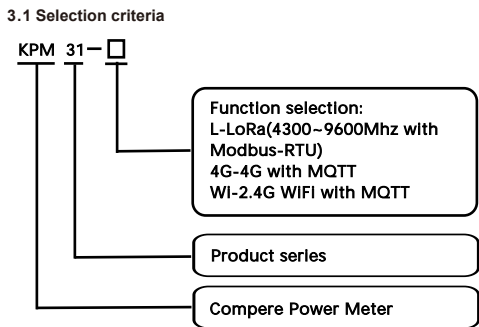 3.1 Selection criteria
KPM 31-□
Function selection:
L-LoRa(4300~9600Mhz with
Modbus-RTU)
4G-4G with MQTT
WI-2.4G WIFI with MQTT
Product series
Compere Power Meter